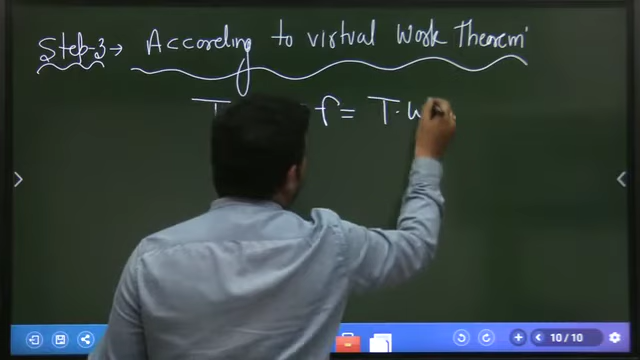 Step-3→ According to virtual Work Theorem'
T f = T.W
10 / 10